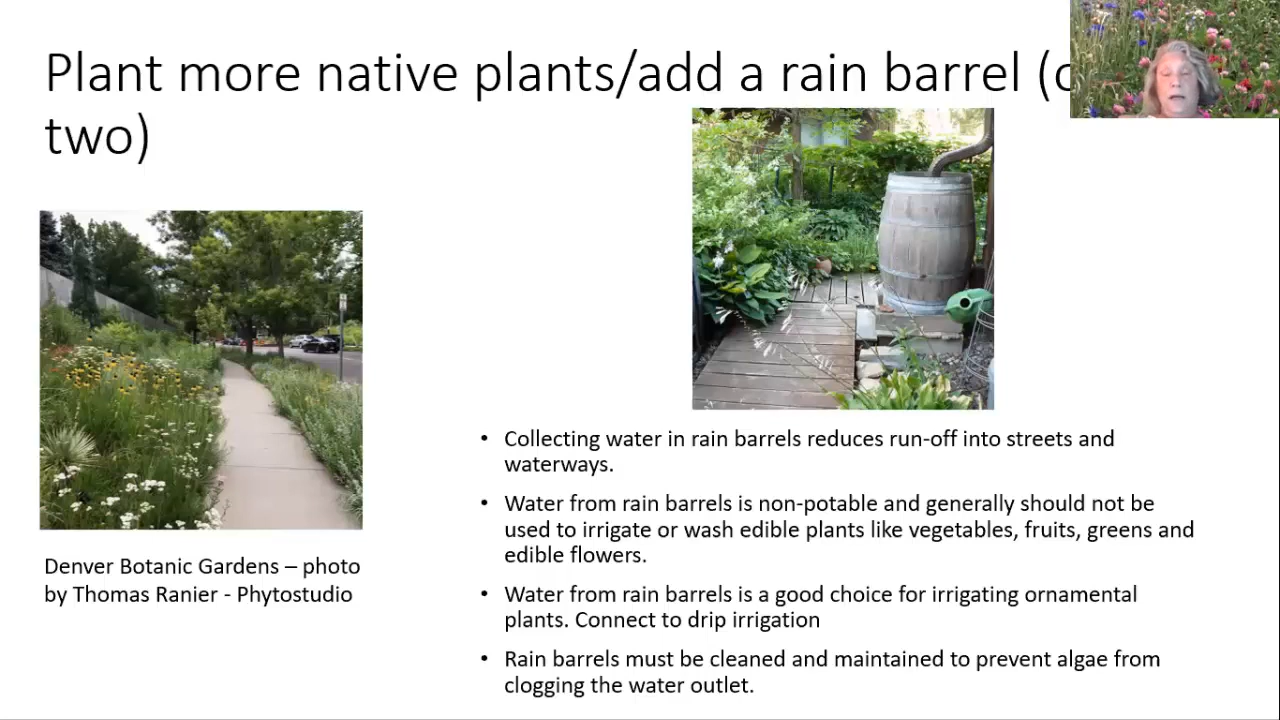 Plant more native plants/add a rain barrel (
two)
Denver Botanic Gardens – photo
by Thomas Ranier - Phytostudio
• Collecting water in rain barrels reduces run-off into streets and
waterways.
• Water from rain barrels is non-potable and generally should not be
used to irrigate or wash edible plants like vegetables, fruits, greens and
edible flowers.
• Water from rain barrels is a good choice for irrigating ornamental
plants. Connect to drip irrigation
• Rain barrels must be cleaned and maintained to prevent algae from
clogging the water outlet.